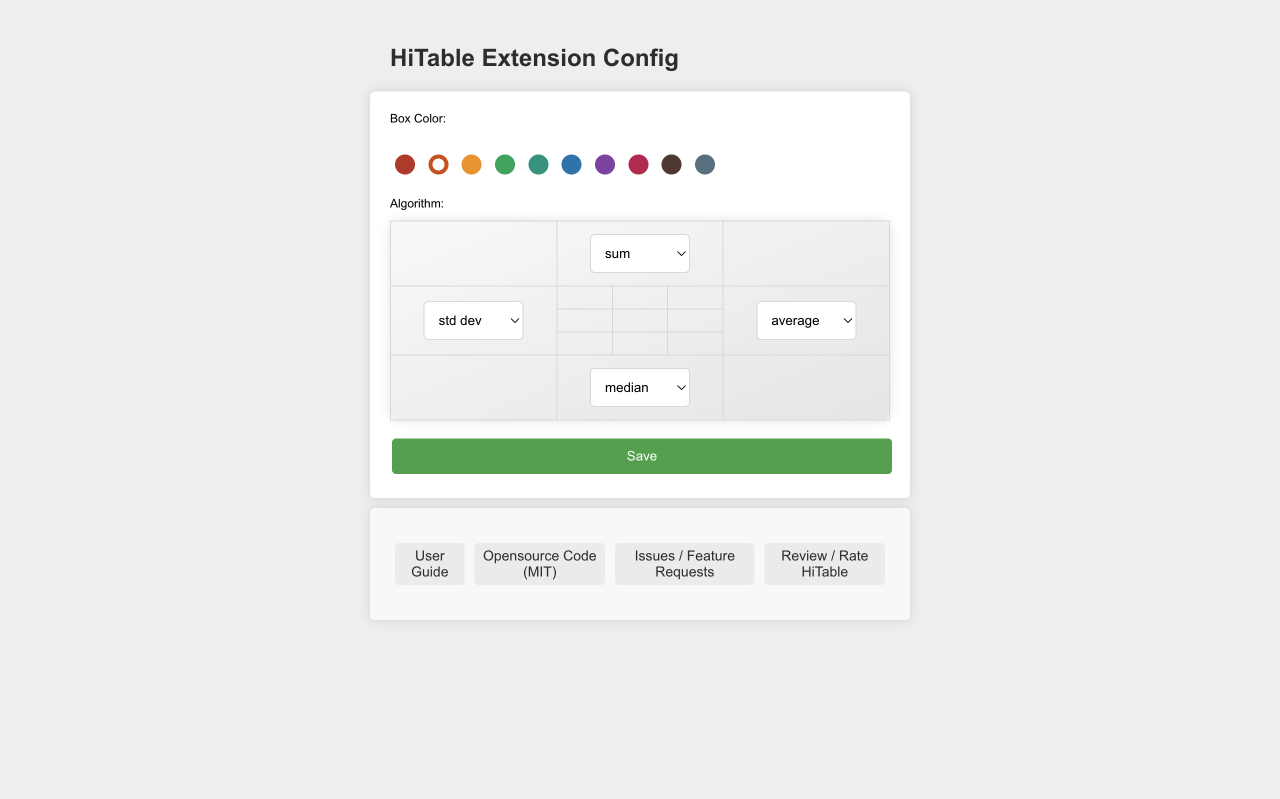 HiTable Extension Config
Box Color:
Algorithm:
sum
std dev
average
median
Save
User
Guide
Opensource Code
(MIT)
Issues / Feature
Requests
Review / Rate
HiTable